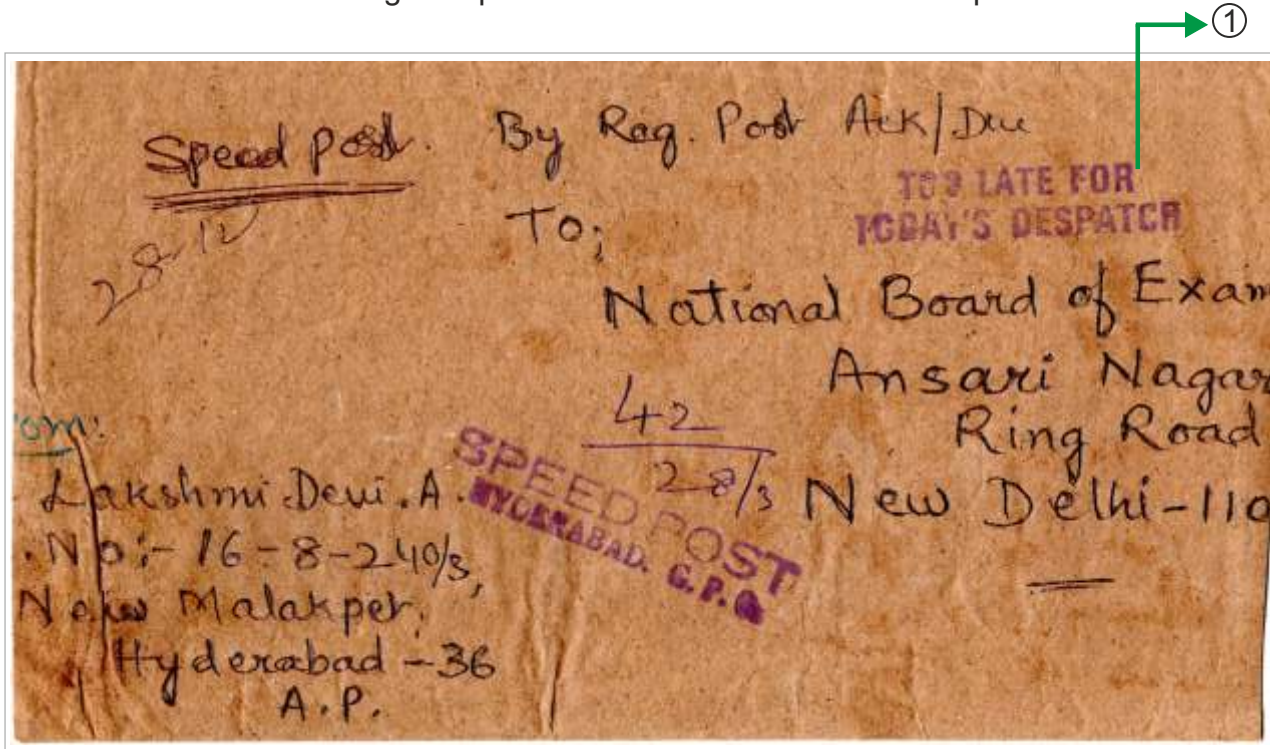 ①
Speed Post. By Reg. Post Ack/Due
TOO LATE FOR
TODAY'S DESPATCH
To;
28-12
National Board of Exam
Ansari Nagar
Ring Road
New Delhi-110
42
28/3
SPEED POST
HYDERABAD. G.P.O.
om:
Lakshmi Devi. A.
.No:- 16-8-240/3,
New Malakpet,
Hyderabad - 36
A.P.